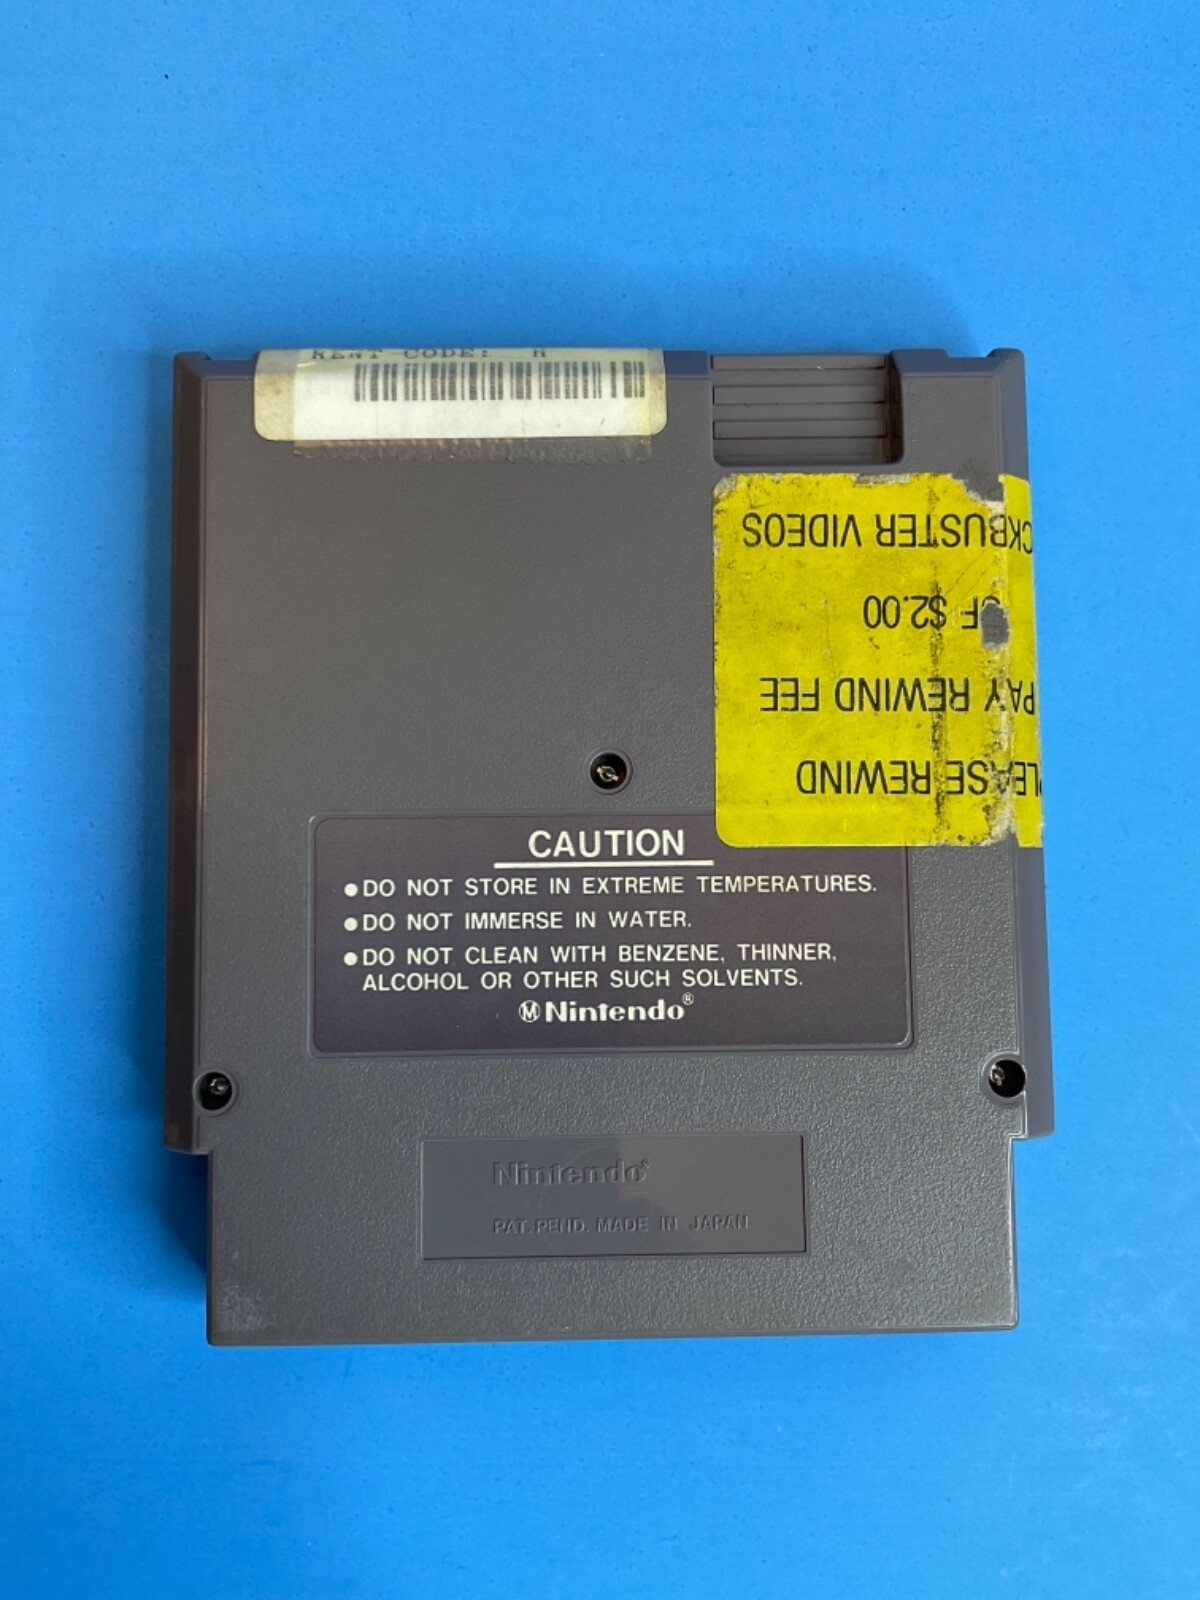 RENT CODE: H
CKBUSTER VIDEOS
OF $2.00
PAY REWIND FEE
PLEASE REWIND
CAUTION
●DO NOT STORE IN EXTREME TEMPERATURES.
●DO NOT IMMERSE IN WATER.
●DO NOT CLEAN WITH BENZENE, THINNER,
ALCOHOL OR OTHER SUCH SOLVENTS.
Ⓜ Nintendo®
Nintendo®
PAT. PEND. MADE IN JAPAN